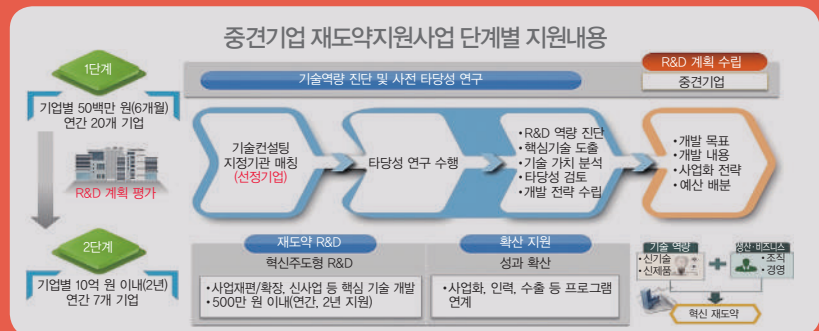 중견기업 재도약지원사업 단계별 지원내용
1단계
기업별 50백만 원(6개월)
연간 20개 기업
R&D 계획 평가
2단계
기업별 10억 원 이내(2년)
연간 7개 기업
기술역량 진단 및 사전 타당성 연구
R&D 계획 수립
중견기업
기술컨설팅
지정기관 매칭
(선정기업)
타당성 연구 수행
•R&D 역량 진단
•핵심기술 도출
•기술 가치 분석
•타당성 검토
•개발 전략 수립
•개발 목표
•개발 내용
•사업화 전략
•예산 배분
재도약 R&D
혁신주도형 R&D
•사업재편/확장, 신사업 등 핵심 기술 개발
•500만 원 이내(연간, 2년 지원)
확산 지원
성과 확산
•사업화, 인력, 수출 등 프로그램
연계
기술 역량
•신기술
•신제품
생산·비즈니스
•조직
•경영
혁신 재도약